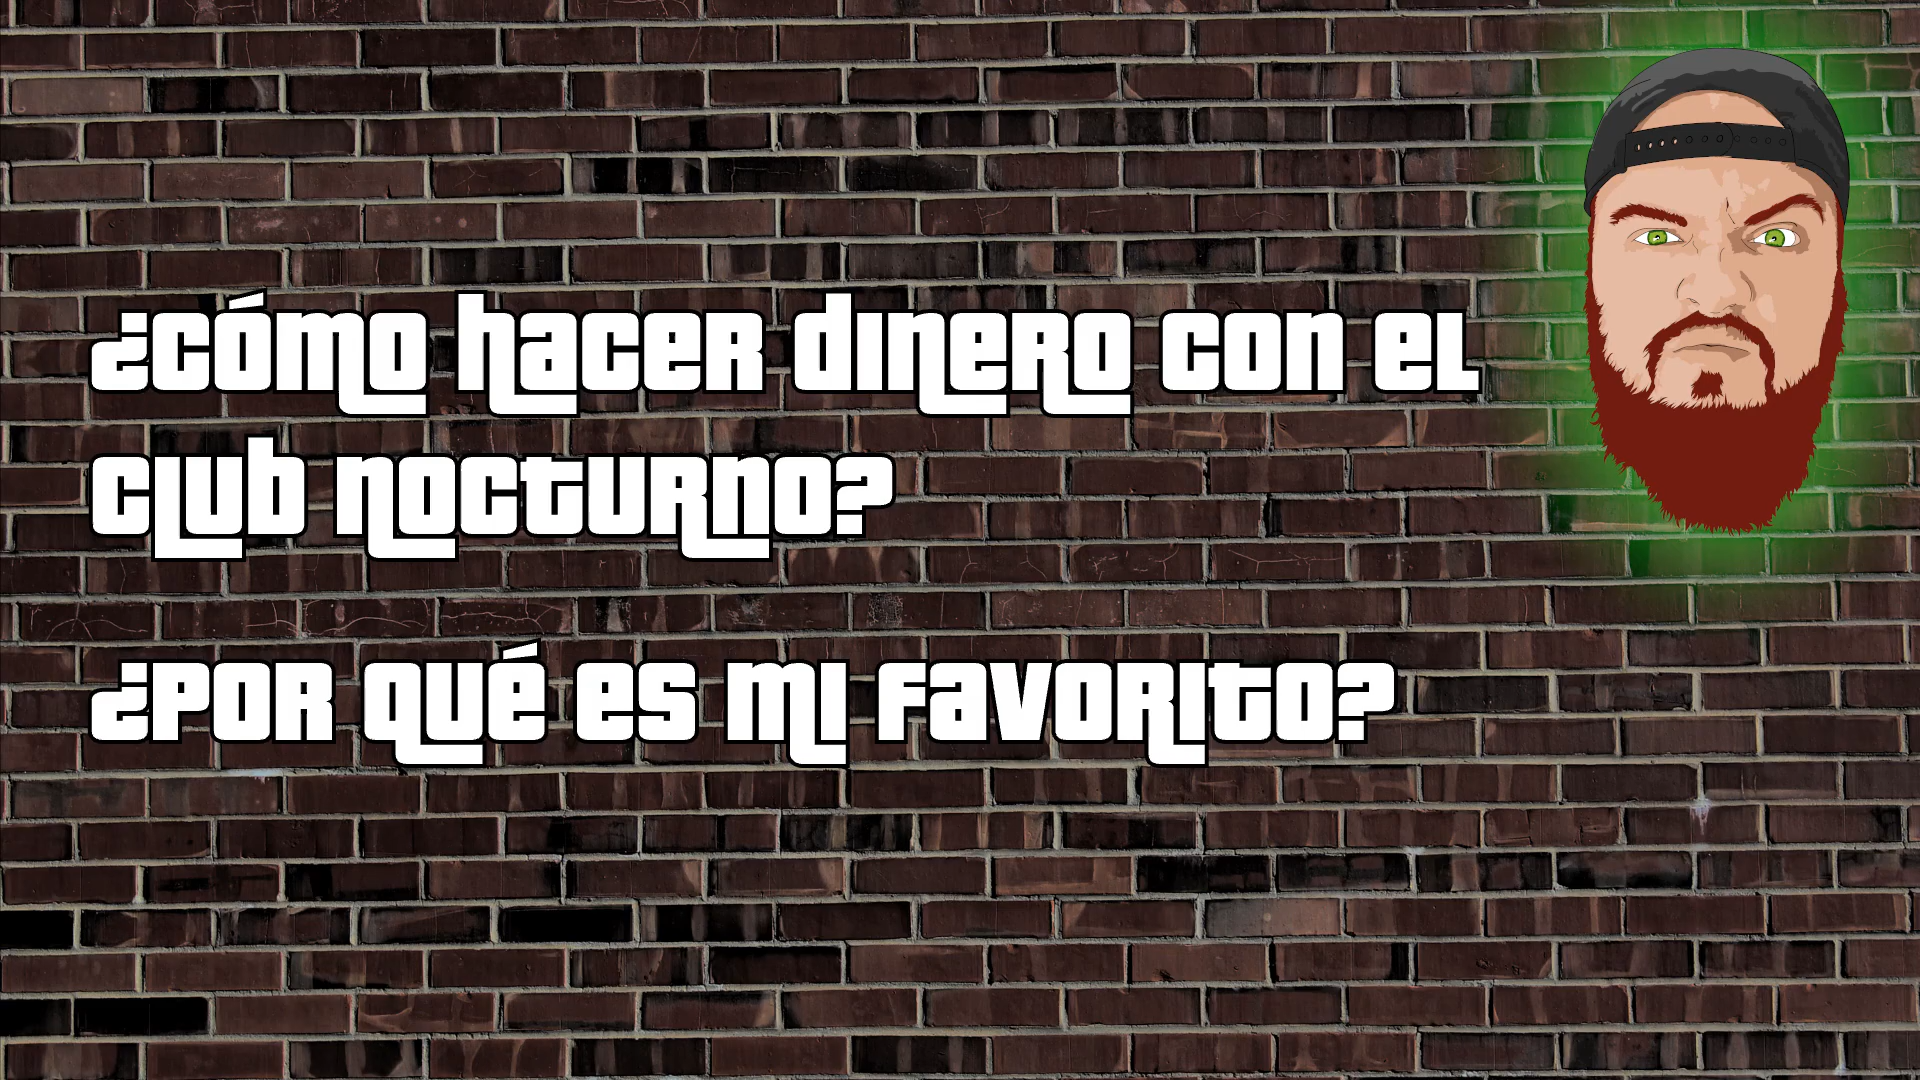 ¿Cómo hacer dinero con el
club nocturno?
¿Por qué es mi favorito?